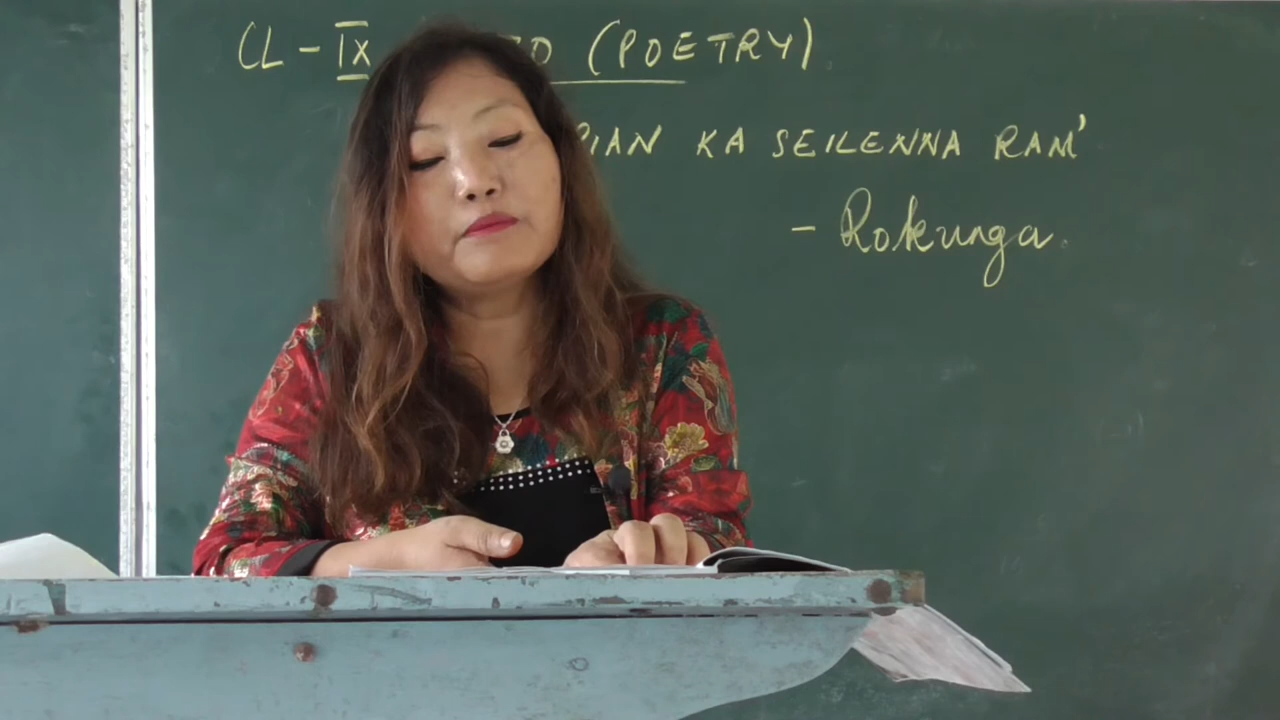 CL - IX (POETRY)
KA SEILENNA RAM'
- Rokunga.